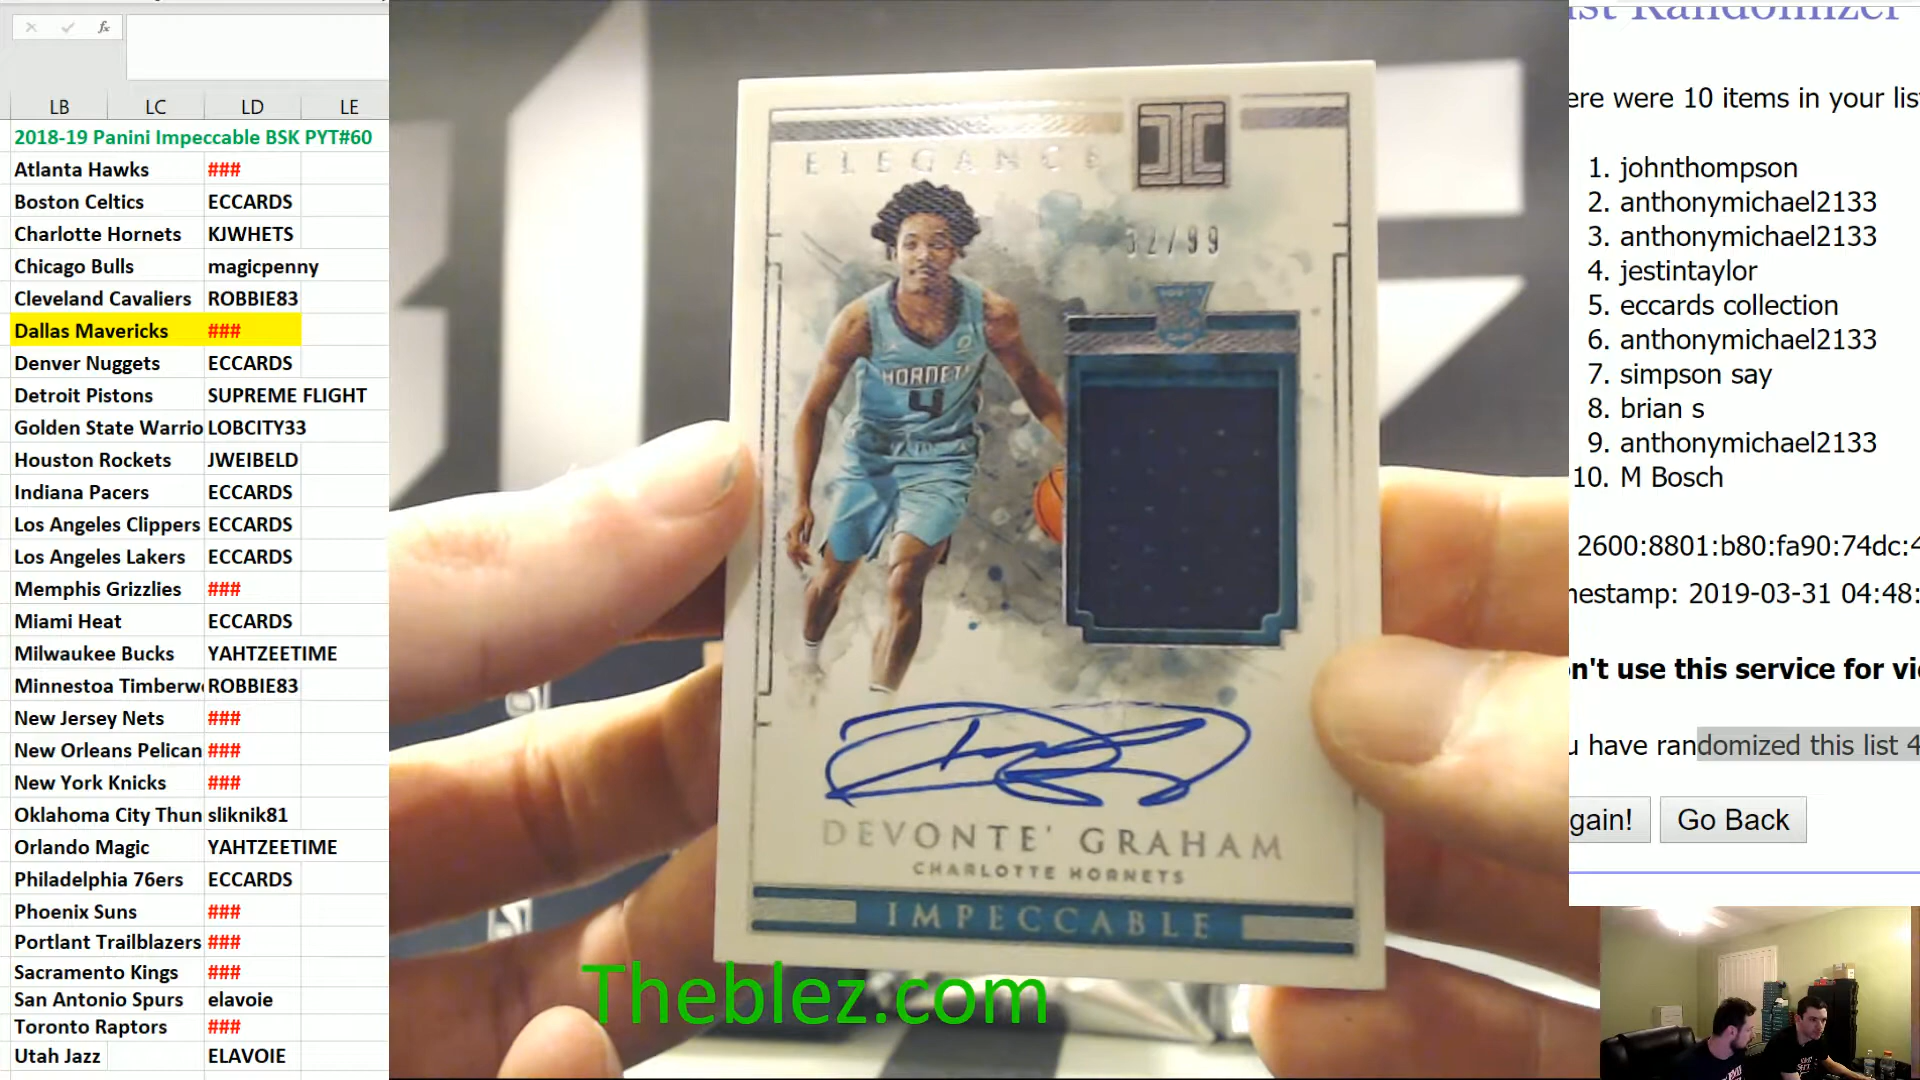 fx
LB LC LD LE
2018-19 Panini Impeccable BSK PYT#60
Atlanta Hawks ###
Boston Celtics ECCARDS
Charlotte Hornets KJWHETS
Chicago Bulls magicpenny
Cleveland Cavaliers ROBBIE83
Dallas Mavericks ###
Denver Nuggets ECCARDS
Detroit Pistons SUPREME FLIGHT
Golden State Warrio LOBCITY33
Houston Rockets JWEIBELD
Indiana Pacers ECCARDS
Los Angeles Clippers ECCARDS
Los Angeles Lakers ECCARDS
Memphis Grizzlies ###
Miami Heat ECCARDS
Milwaukee Bucks YAHTZEETIME
Minnestoa Timberw ROBBIE83
New Jersey Nets ###
New Orleans Pelican ###
New York Knicks ###
Oklahoma City Thun sliknik81
Orlando Magic YAHTZEETIME
Philadelphia 76ers ECCARDS
Phoenix Suns ###
Portlant Trailblazers ###
Sacramento Kings ###
San Antonio Spurs elavoie
Toronto Raptors ###
Utah Jazz ELAVOIE
ELEGANCE
/99
HORNETS
4
DEVONTE' GRAHAM
CHARLOTTE HORNETS
IMPECCABLE
Theblez.com
ist Randomizer
ere were 10 items in your lis
1. johnthompson
2. anthonymichael2133
3. anthonymichael2133
4. jestintaylor
5. eccards collection
6. anthonymichael2133
7. simpson say
8. brian s
9. anthonymichael2133
10. M Bosch
2600:8801:b80:fa90:74dc:4
nestamp: 2019-03-31 04:48:
n't use this service for vi
u have randomized this list 4
gain! Go Back